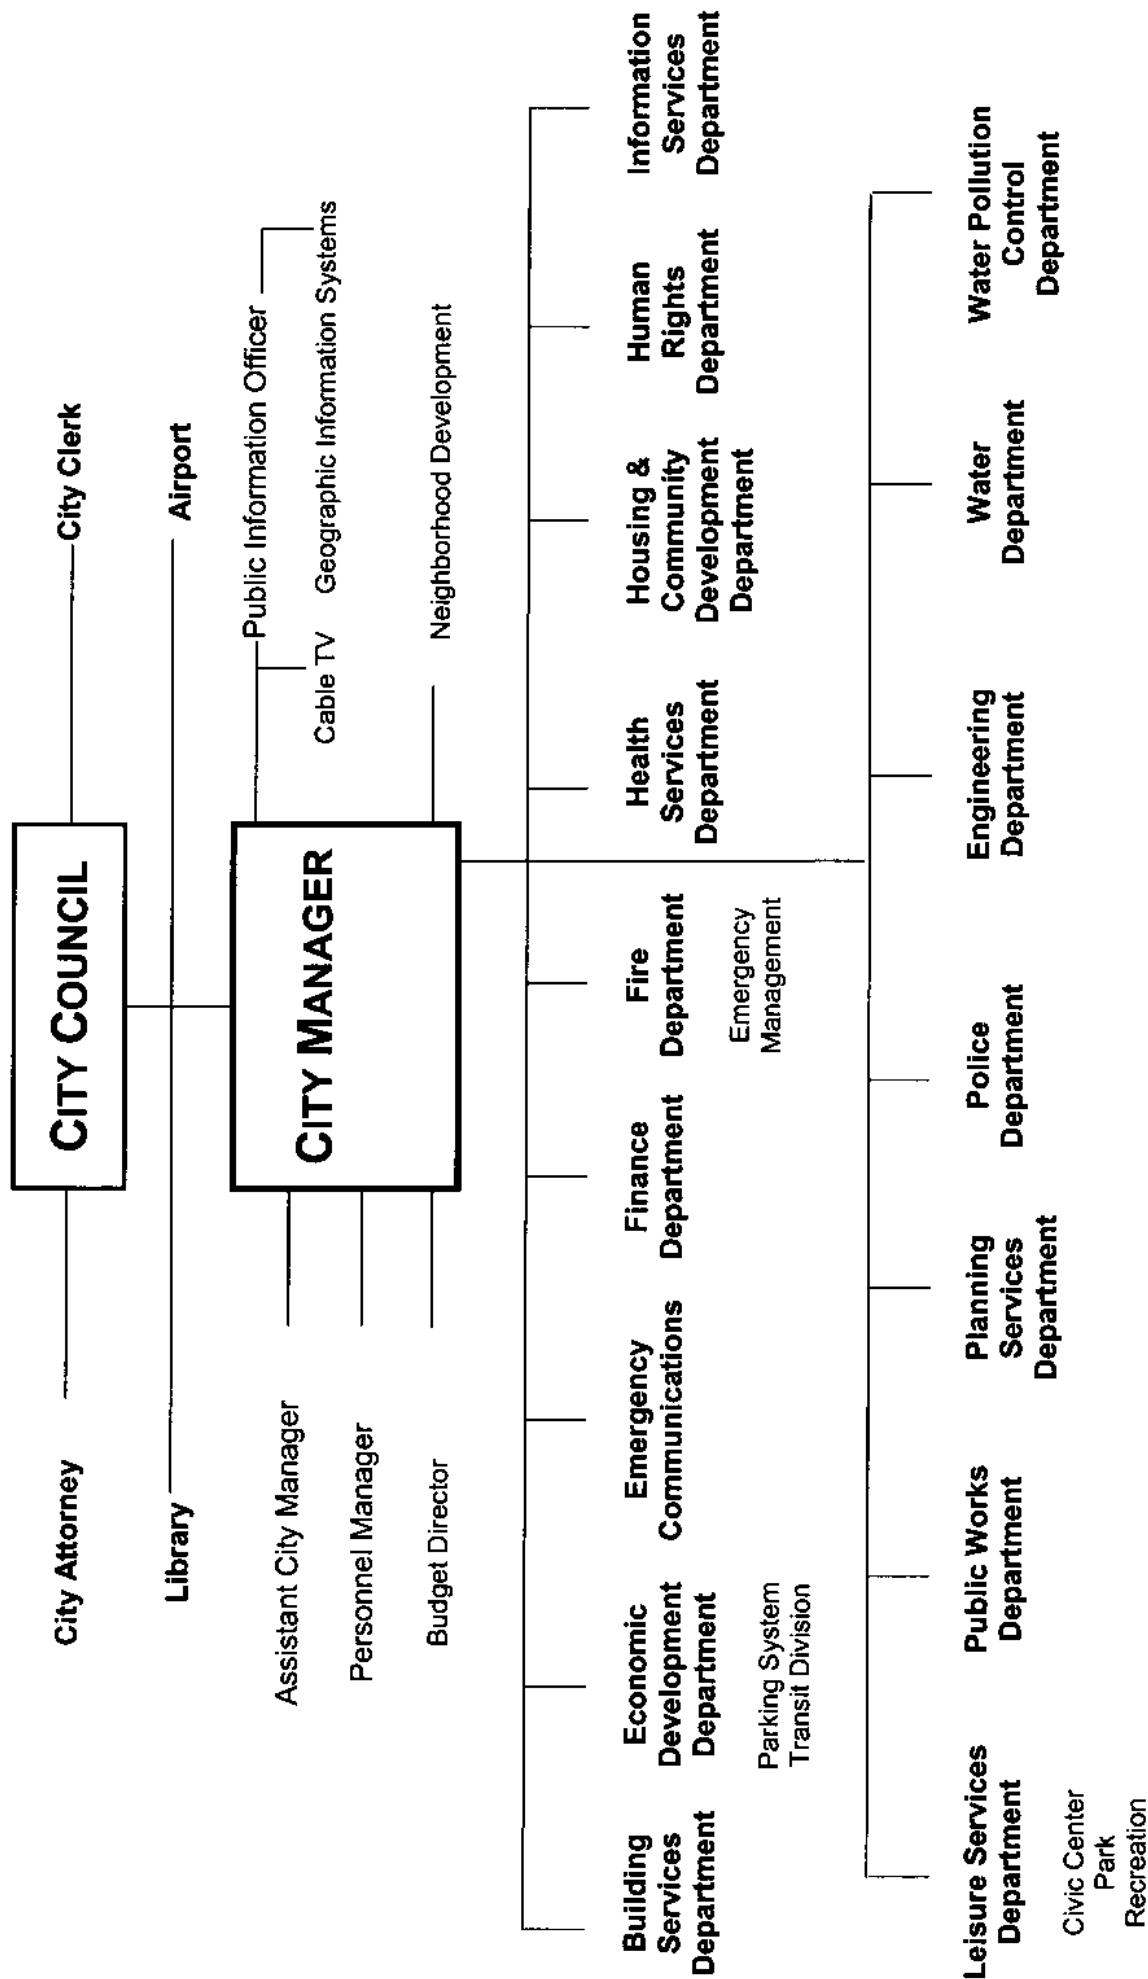 CITY COUNCIL
City Attorney
City Clerk
Library
Airport
CITY MANAGER
Assistant City Manager
Personnel Manager
Budget Director
Public Information Officer
Cable TV
Geographic Information Systems
Neighborhood Development
Building
Services
Department
Economic
Development
Department
Parking System
Transit Division
Emergency
Communications
Finance
Department
Fire
Department
Emergency
Management
Health
Services
Department
Housing &
Community
Development
Department
Human
Rights
Department
Information
Services
Department
Leisure Services
Department
Civic Center
Park
Recreation
Public Works
Department
Planning
Services
Department
Police
Department
Engineering
Department
Water
Department
Water Pollution
Control
Department